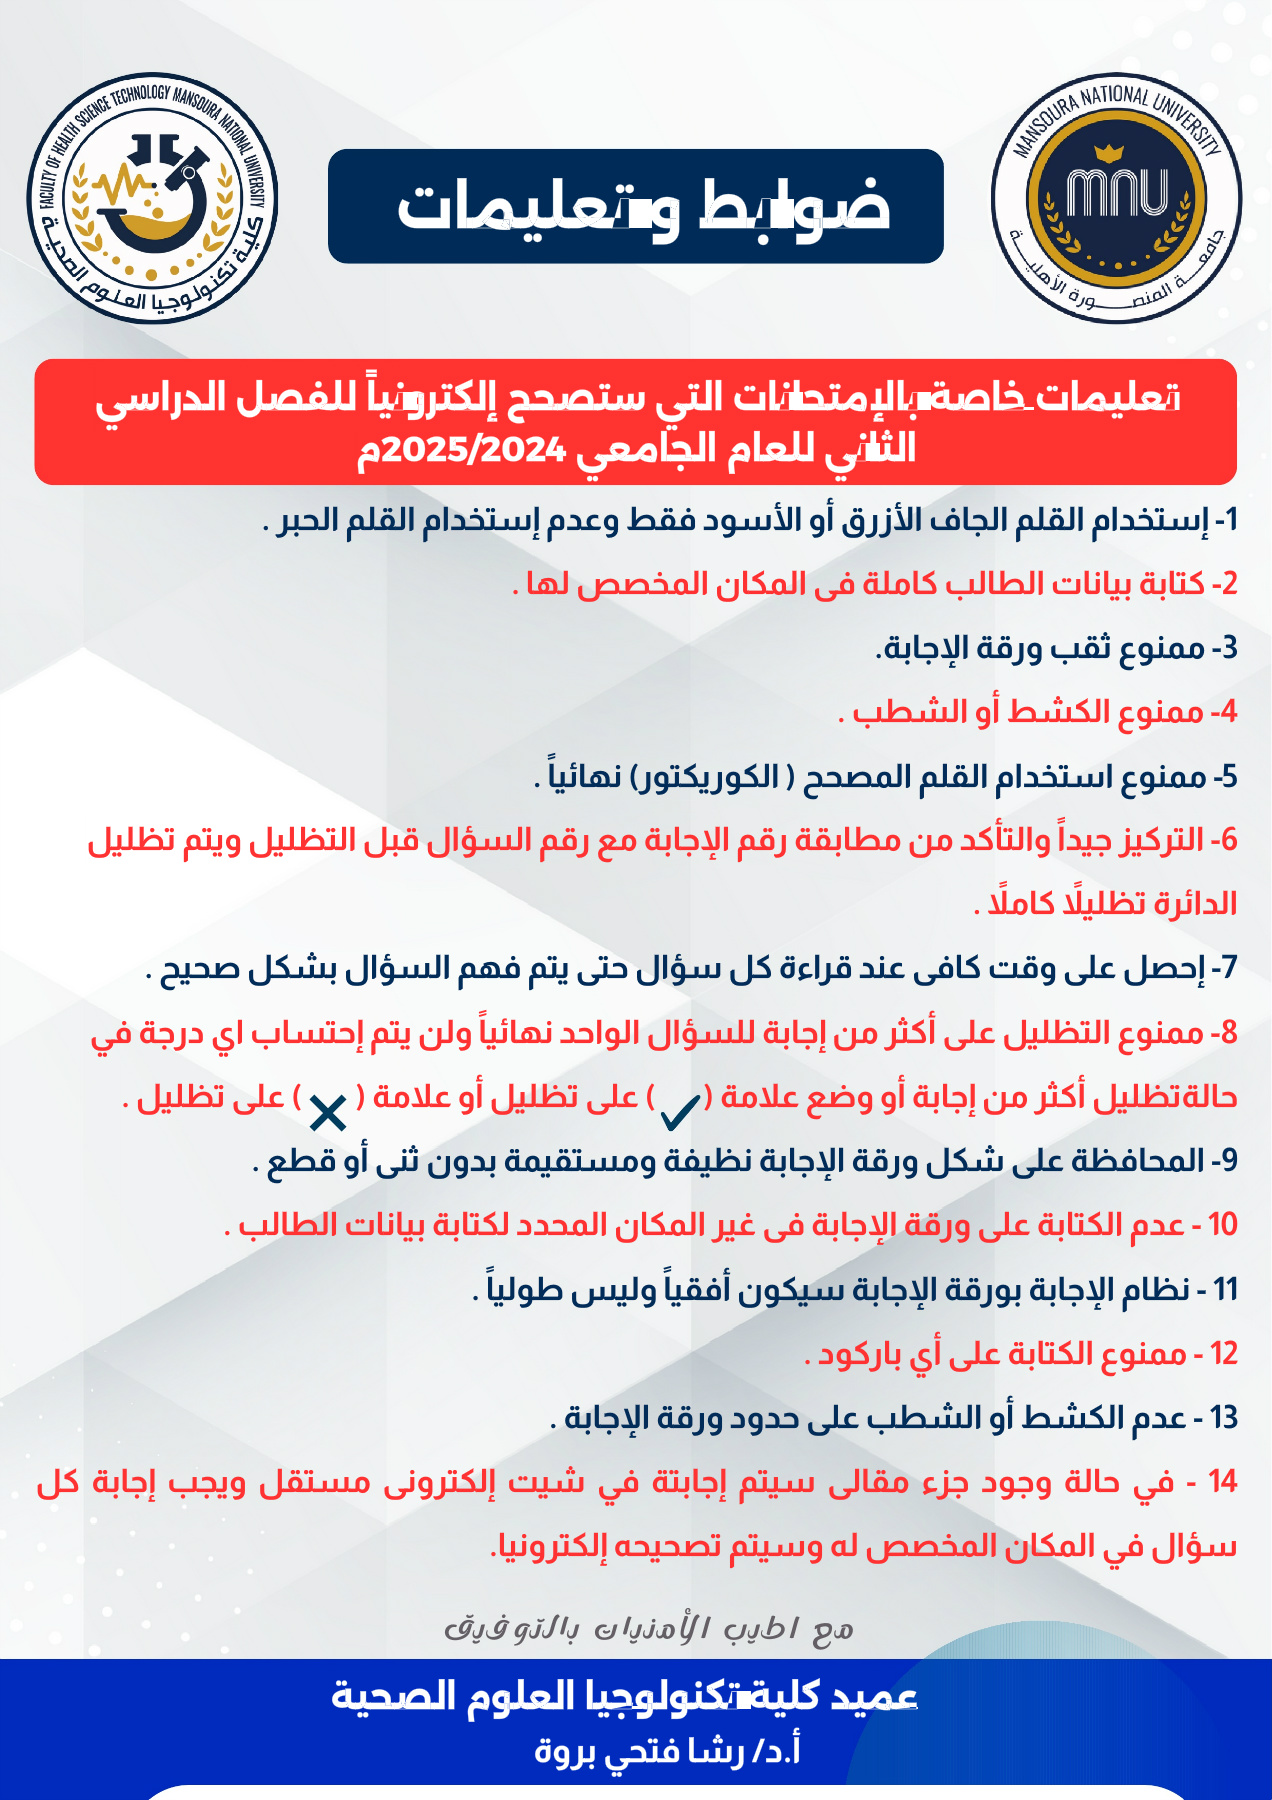 FACULTY OF HEALTH SCIENCE TECHNOLOGY MANSOURA NATIONAL UNIVERSITY
كلية تكنولوجيا العلوم الصحية
MANSOURA NATIONAL UNIVERSITY
mnu
جامعة المنصورة الأهلية
ضوابط وتعليمات
تعليمات خاصة بالإمتحانات التي ستصحح إلكترونياً للفصل الدراسي
الثاني للعام الجامعي 2025/2024م
1- إستخدام القلم الجاف الأزرق أو الأسود فقط وعدم إستخدام القلم الحبر .
2- كتابة بيانات الطالب كاملة فى المكان المخصص لها .
3- ممنوع ثقب ورقة الإجابة.
4- ممنوع الكشط أو الشطب .
5- ممنوع استخدام القلم المصحح ( الكوريكتور) نهائياً .
6- التركيز جيداً والتأكد من مطابقة رقم الإجابة مع رقم السؤال قبل التظليل ويتم تظليل
الدائرة تظليلًا كاملًا .
7- إحصل على وقت كافى عند قراءة كل سؤال حتى يتم فهم السؤال بشكل صحيح .
8- ممنوع التظليل على أكثر من إجابة للسؤال الواحد نهائياً ولن يتم إحتساب اي درجة في
حالةتظليل أكثر من إجابة أو وضع علامة (✓) على تظليل أو علامة (✕) على تظليل .
9- المحافظة على شكل ورقة الإجابة نظيفة ومستقيمة بدون ثنى أو قطع .
10 - عدم الكتابة على ورقة الإجابة فى غير المكان المحدد لكتابة بيانات الطالب .
11 - نظام الإجابة بورقة الإجابة سيكون أفقياً وليس طولياً .
12 - ممنوع الكتابة على أي باركود .
13 - عدم الكشط أو الشطب على حدود ورقة الإجابة .
14 - في حالة وجود جزء مقالى سيتم إجابتة في شيت إلكترونى مستقل ويجب إجابة كل
سؤال في المكان المخصص له وسيتم تصحيحه إلكترونيا.
مع اطيب الأمنيات بالتوفيق
عميد كلية تكنولوجيا العلوم الصحية
أ.د/ رشا فتحي بروة